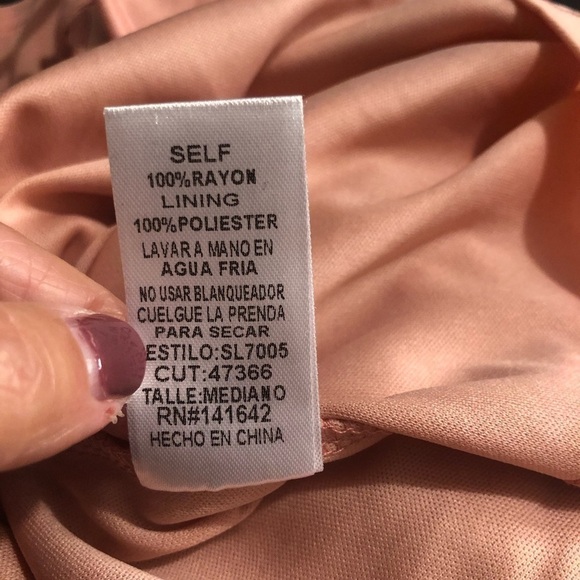 SELF
100%RAYON
LINING
100%POLIESTER
LAVAR A MANO EN
AGUA FRIA
NO USAR BLANQUEADOR
CUELGUE LA PRENDA
PARA SECAR
ESTILO:SL7005
CUT:47366
TALLE:MEDIANO
RN#141642
HECHO EN CHINA